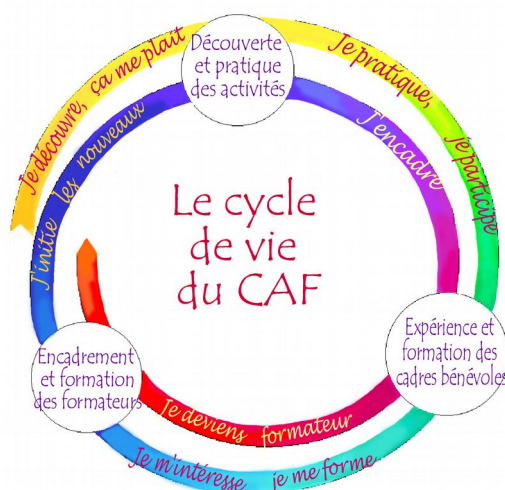 Découverte
et pratique
des activités
Je découvre, ça me plait
Je pratique,
je participe
J'initie les nouveaux
J'encadre
Le cycle
de vie
du CAF
Encadrement
et formation
des formateurs
Expérience et
formation des
cadres bénévoles
Je deviens formateur
Je m'intéresse je me forme